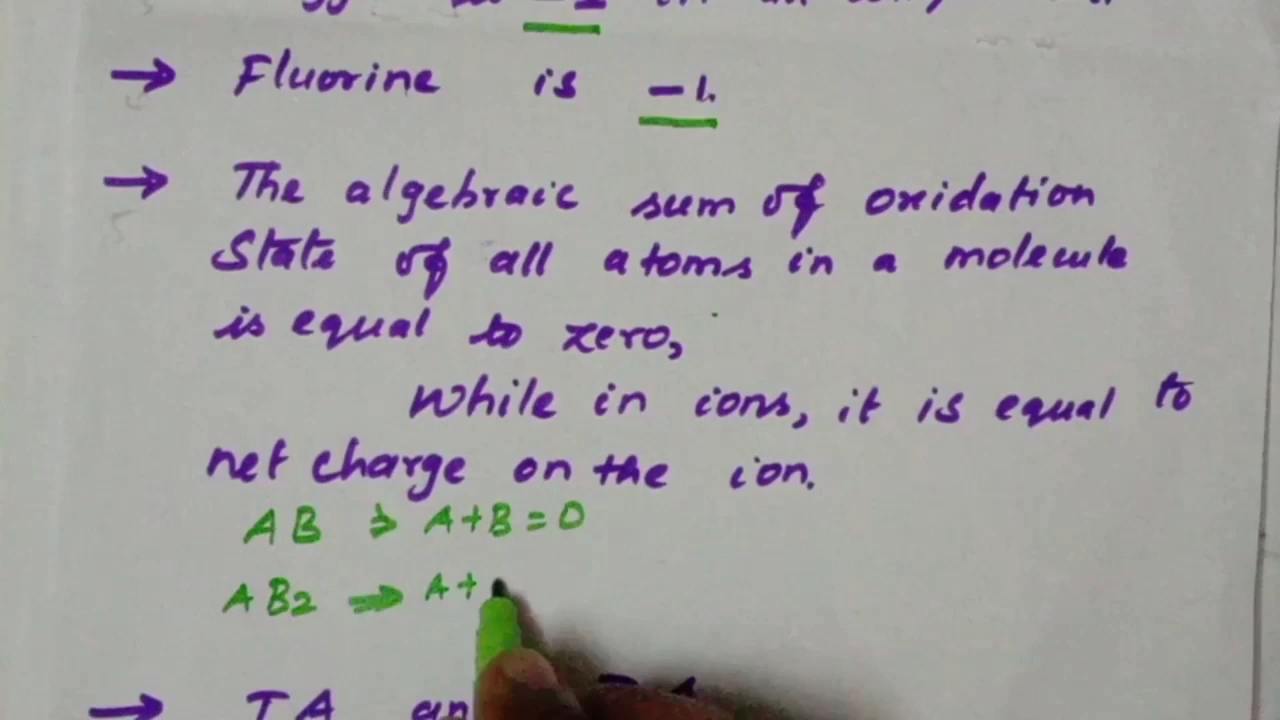 → Fluorine is -1.
→ The algebraic sum of oxidation
State of all atoms in a molecule
is equal to zero,
While in ions, it is equal to
net charge on the ion.
AB ⇒ A+B=0
AB2 ⇒ A+
→ IA